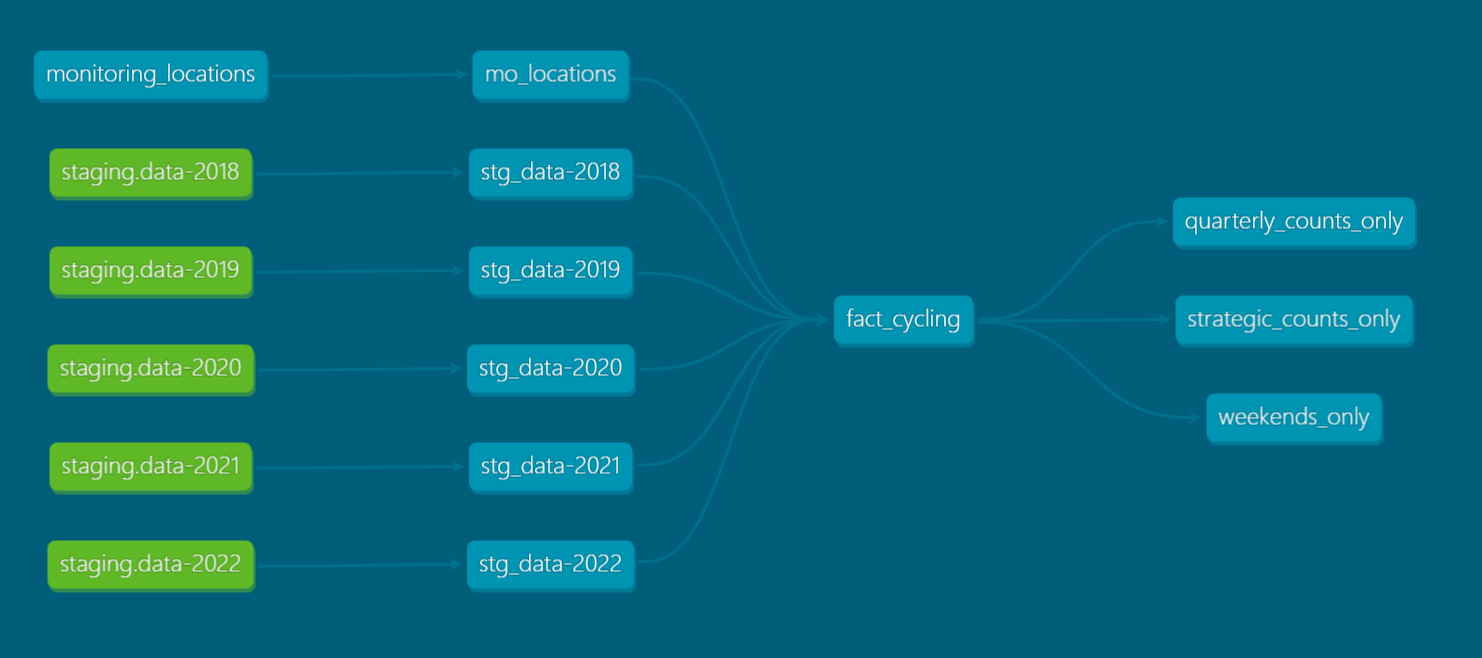 monitoring_locations
mo_locations
staging.data-2018
stg_data-2018
staging.data-2019
stg_data-2019
staging.data-2020
stg_data-2020
staging.data-2021
stg_data-2021
staging.data-2022
stg_data-2022
fact_cycling
quarterly_counts_only
strategic_counts_only
weekends_only